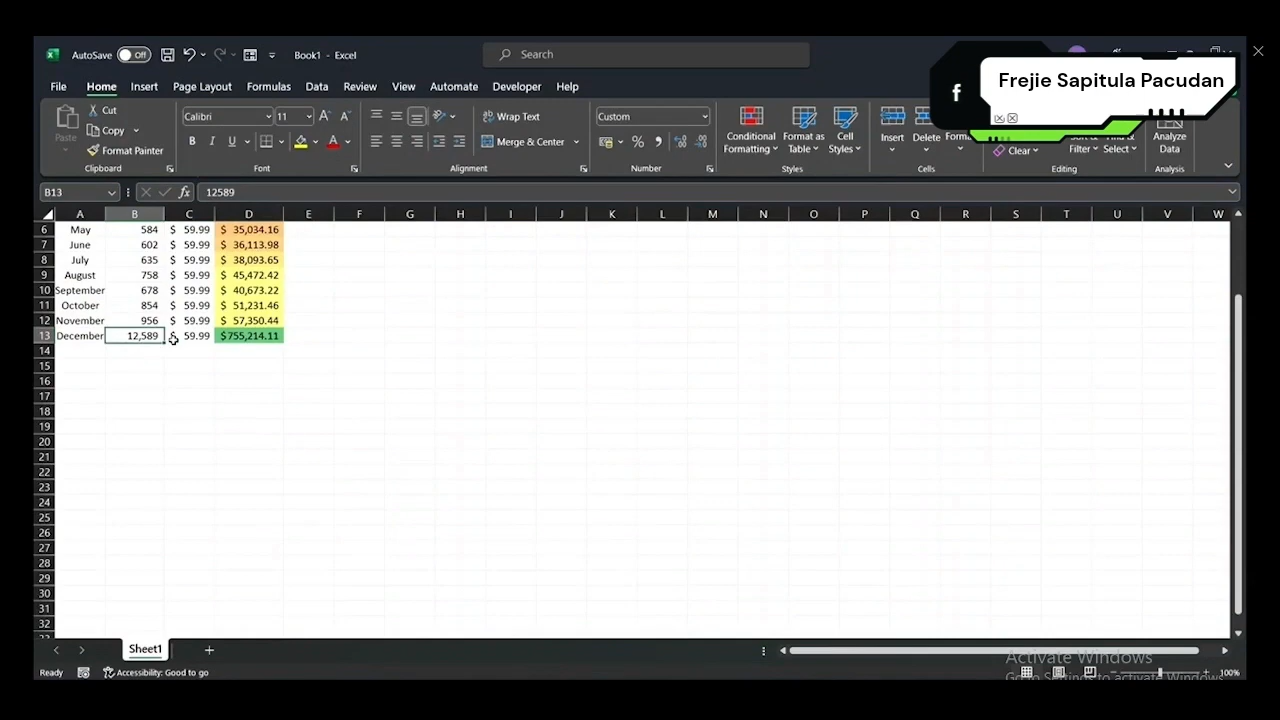 AutoSave Off Book1 - Excel Search
Frejie Sapitula Pacudan
File Home Insert Page Layout Formulas Data Review View Automate Developer Help
Paste Cut Copy Format Painter Clipboard
Calibri 11 A A B I U A Font
Wrap Text Merge & Center Alignment
Custom % Number
Conditional Formatting Format as Table Cell Styles Styles
Insert Delete Cells
Clear Filter Select Editing
Analyze Data Analysis
B13 fx 12589
A B C D E F G H I J K L M N O P Q R S T U V W
6 May 584 $ 59.99 $ 35,034.16
7 June 602 $ 59.99 $ 36,113.98
8 July 635 $ 59.99 $ 38,093.65
9 August 758 $ 59.99 $ 45,472.42
10 September 678 $ 59.99 $ 40,673.22
11 October 854 $ 59.99 $ 51,231.46
12 November 956 $ 59.99 $ 57,350.44
13 December 12,589 $ 59.99 $755,214.11
14
15
16
17
18
19
20
21
22
23
24
25
26
27
28
29
30
31
32
Sheet1
Activate Windows
Go to Settings to activate Windows.
Ready Accessibility: Good to go 100%